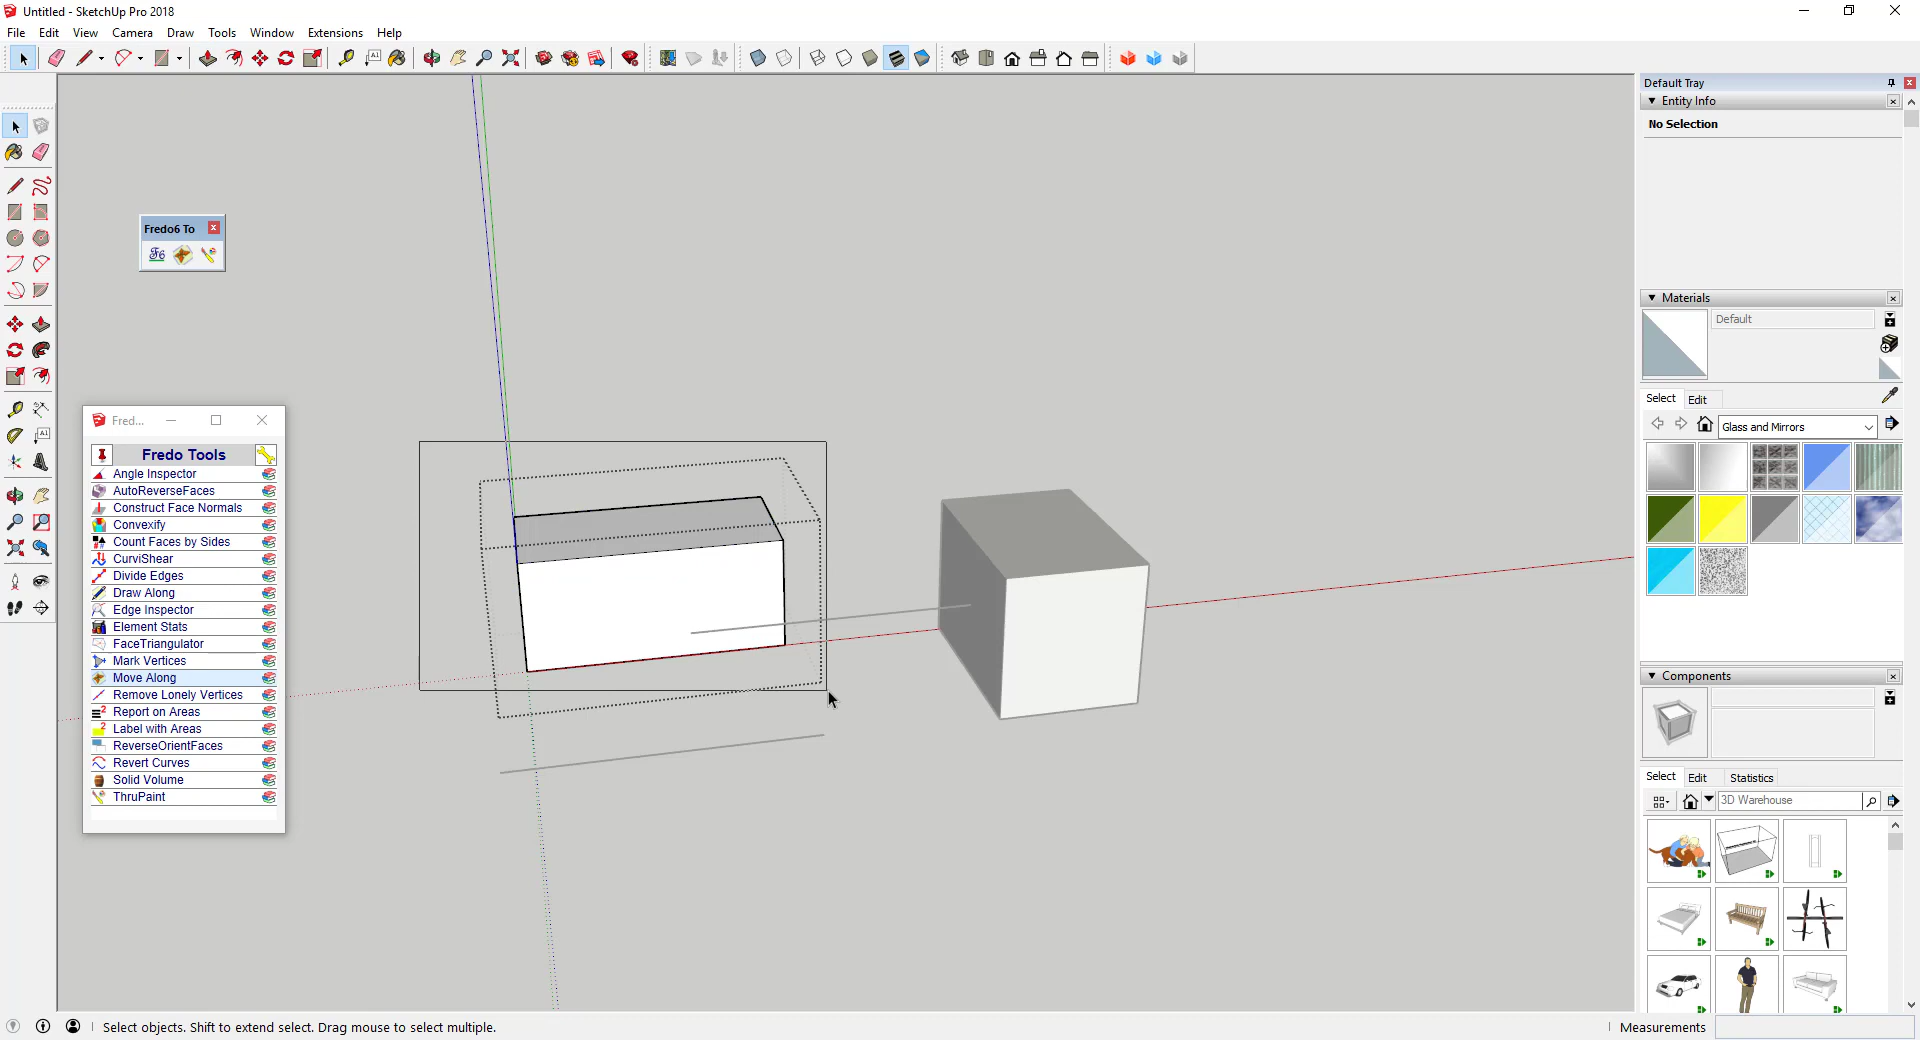 Untitled - SketchUp Pro 2018
File Edit View Camera Draw Tools Window Extensions Help
Default Tray
Entity Info
No Selection
Materials
Default
Select Edit
Glass and Mirrors
Components
Select Edit Statistics
3D Warehouse
Fredo6 To
Fred...
Fredo Tools
Angle Inspector
AutoReverseFaces
Construct Face Normals
Convexify
Count Faces by Sides
CurviShear
Divide Edges
Draw Along
Edge Inspector
Element Stats
FaceTriangulator
Mark Vertices
Move Along
Remove Lonely Vertices
Report on Areas
Label with Areas
ReverseOrientFaces
Revert Curves
Solid Volume
ThruPaint
Select objects. Shift to extend select. Drag mouse to select multiple.
Measurements